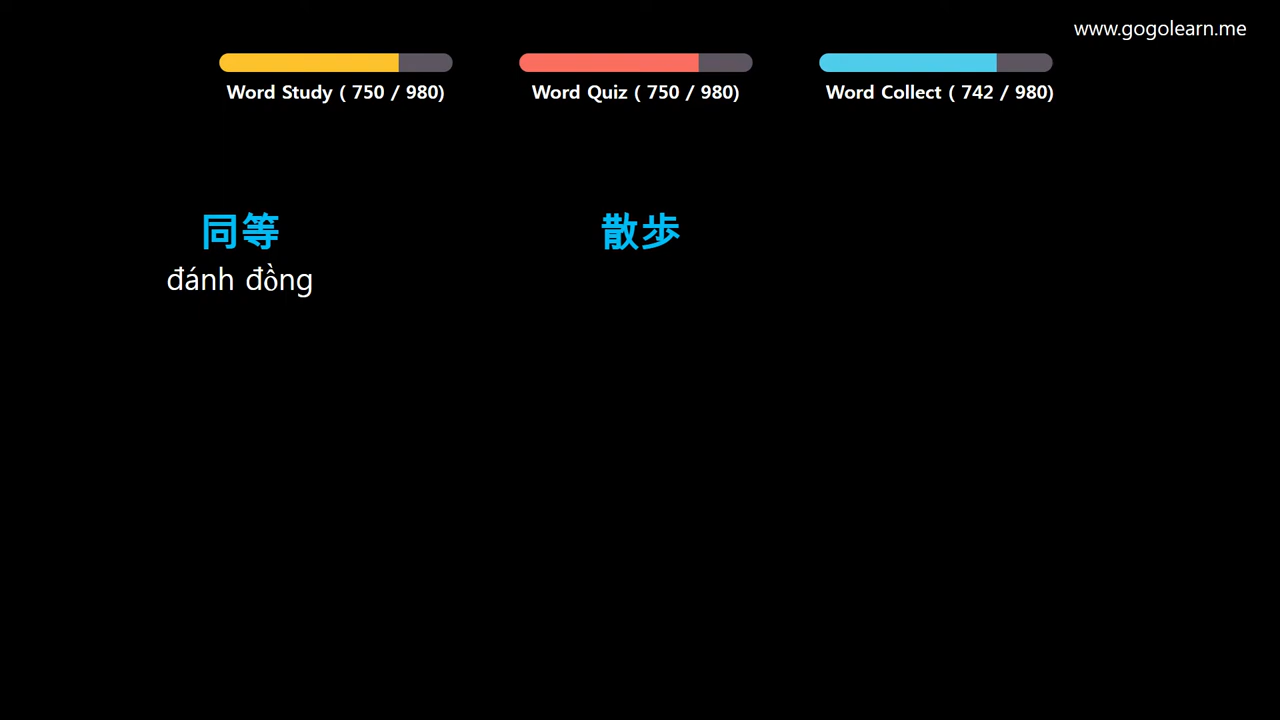 www.gogolearn.me
Word Study ( 750 / 980)
Word Quiz ( 750 / 980)
Word Collect ( 742 / 980)
同等
đánh đồng
散歩